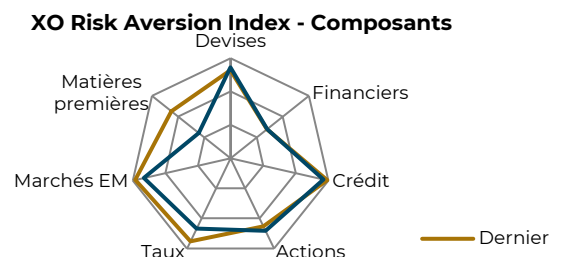 XO Risk Aversion Index - Composants
Devises
Matières
premières
Financiers
Marchés EM
Crédit
Taux
Actions
Dernier